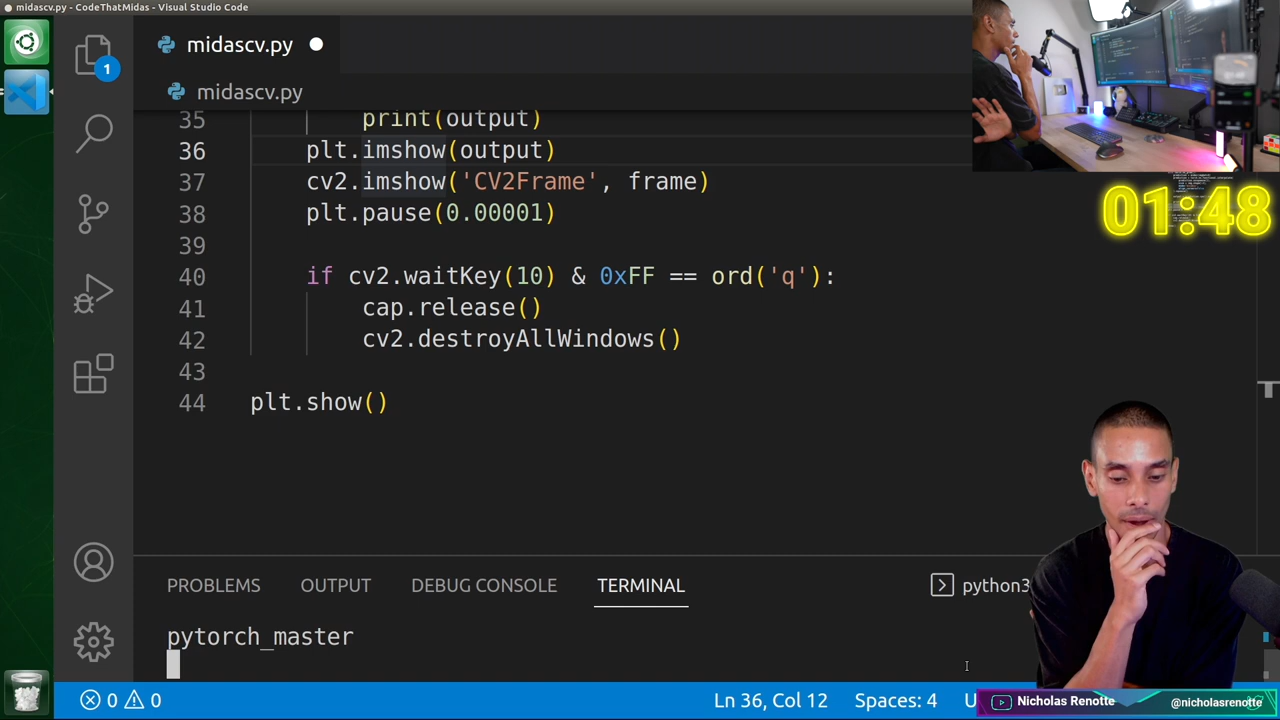 midascv.py - CodeThatMidas - Visual Studio Code
midascv.py
1
midascv.py
01:48
35 print(output)
36 plt.imshow(output)
37 cv2.imshow('CV2Frame', frame)
38 plt.pause(0.00001)
39
40 if cv2.waitKey(10) & 0xFF == ord('q'):
41 cap.release()
42 cv2.destroyAllWindows()
43
44 plt.show()
PROBLEMS OUTPUT DEBUG CONSOLE TERMINAL python3
pytorch_master
0 0 Ln 36, Col 12 Spaces: 4 U
Nicholas Renotte @nicholasrenotte